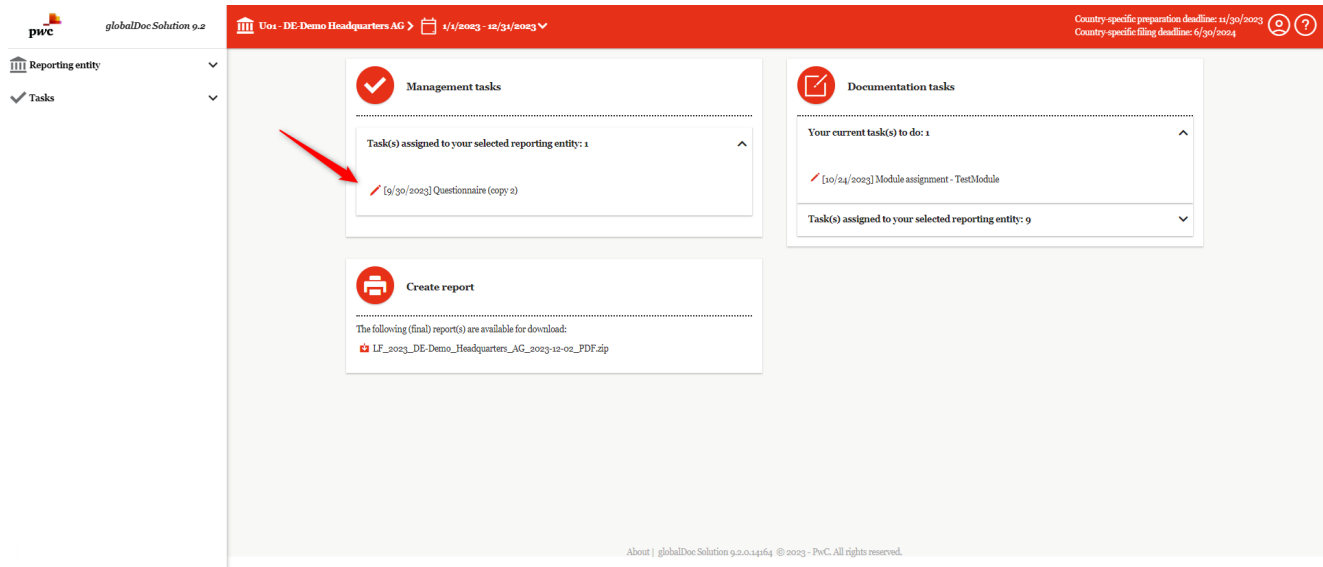 pwc
globalDoc Solution 9.2
U01 - DE-Demo Headquarters AG
1/1/2023 - 12/31/2023
Country-specific preparation deadline: 11/30/2023
Country-specific filing deadline: 6/30/2024
?
Reporting entity
Tasks
Management tasks
Task(s) assigned to your selected reporting entity: 1
[9/30/2023] Questionnaire (copy 2)
Documentation tasks
Your current task(s) to do: 1
[10/24/2023] Module assignment - TestModule
Task(s) assigned to your selected reporting entity: 9
Create report
The following (final) report(s) are available for download:
LF_2023_DE-Demo_Headquarters_AG_2023-12-02_PDF.zip
About | globalDoc Solution 9.2.0.14164 © 2023 - PwC. All rights reserved.